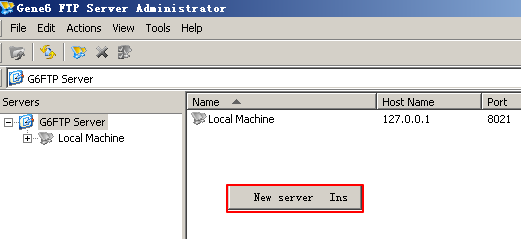 Gene6 FTP Server Administrator
File Edit Actions View Tools Help
G6FTP Server
Servers
Name Host Name Port
G6FTP Server
Local Machine 127.0.0.1 8021
Local Machine
New server Ins